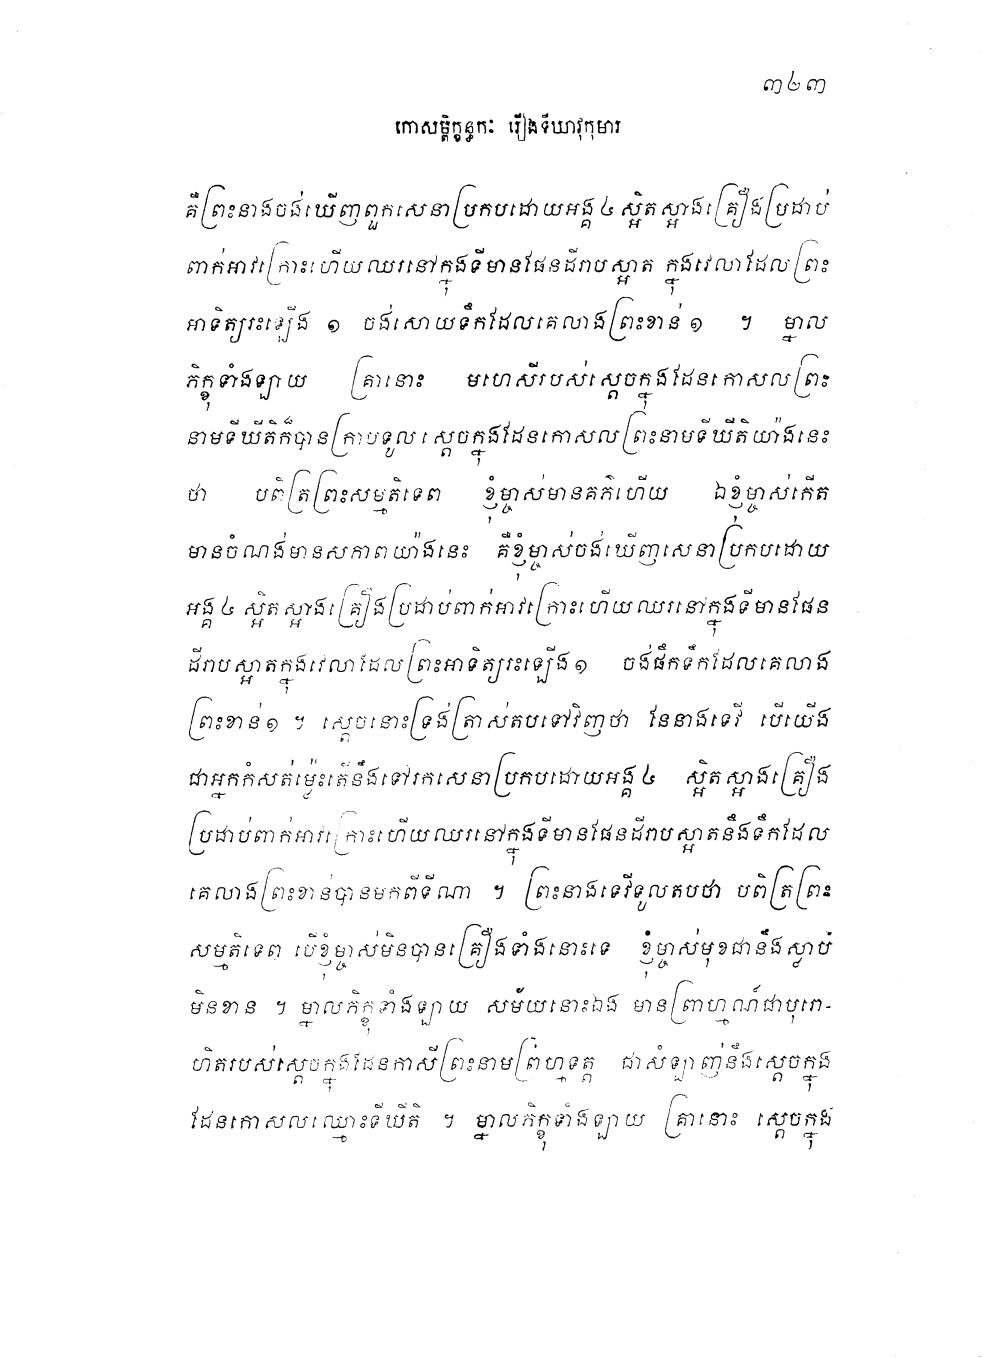 ៣៤៣
កោសម្ពិក្ខន្ធកៈ រឿងទីឃាវុកុមារ
គឺព្រះនាងចង់ឃើញពួកសេនាប្រកបដោយអង្គ៤ ស្អិតស្អាងគ្រឿងប្រដាប់
ពាក់អាវក្រោះហើយឈរនៅក្នុងទីមានផែនដីរាបស្អាត ក្នុងវេលាដែលព្រះ
អាទិត្យរះឡើង ១ ចង់សោយទឹកដែលគេលាងព្រះខាន់ ១ ។ ម្នាល
ភិក្ខុទាំងឡាយ គ្រានោះ មហេសីរបស់ស្តេចក្នុងដែនកោសលព្រះ
នាមទីឃីតិក៏បានក្រាបទូល ស្តេចក្នុងដែនកោសលព្រះនាមទីឃីតិយ៉ាងនេះ
ថា បពិត្រព្រះសម្មតិទេព ខ្ញុំម្ចាស់មានគភ៌ហើយ ឯខ្ញុំម្ចាស់កើត
មានចំណង់មានសភាពយ៉ាងនេះ គឺខ្ញុំម្ចាស់ចង់ឃើញសេនាប្រកបដោយ
អង្គ៤ ស្អិតស្អាងគ្រឿងប្រដាប់ពាក់អាវក្រោះហើយឈរនៅក្នុងទីមានផែន
ដីរាបស្អាតក្នុងវេលាដែលព្រះអាទិត្យរះឡើង១ ចង់ផឹកទឹកដែលគេលាង
ព្រះខាន់១ ។ ស្តេចនោះទ្រង់ត្រាស់តបទៅវិញថា នែនាងទេវី បើយើង
ជាអ្នកកំសត់ម៉្លេះតើនឹងទៅរកសេនាប្រកបដោយអង្គ៤ ស្អិតស្អាងគ្រឿង
ប្រដាប់ពាក់អាវក្រោះហើយឈរនៅក្នុងទីមានផែនដីរាបស្អាតនឹងទឹកដែល
គេលាងព្រះខាន់បានមកពីទីណា ។ ព្រះនាងទេវីទូលតបថា បពិត្រព្រះ
សម្មតិទេព បើខ្ញុំម្ចាស់មិនបានគ្រឿងទាំងនោះទេ ខ្ញុំម្ចាស់មុខជានឹងស្លាប់
មិនខាន ។ ម្នាលភិក្ខុទាំងឡាយ សម័យនោះឯង មានព្រាហ្មណ៍ជាបុរោ-
ហិតរបស់ស្តេចក្នុងដែនកាសីព្រះនាមព្រហ្មទត្ត ជាសំឡាញ់នឹងស្តេចក្នុង
ដែនកោសលឈ្មោះទីឃីតិ ។ ម្នាលភិក្ខុទាំងឡាយ គ្រានោះ ស្តេចក្នុង